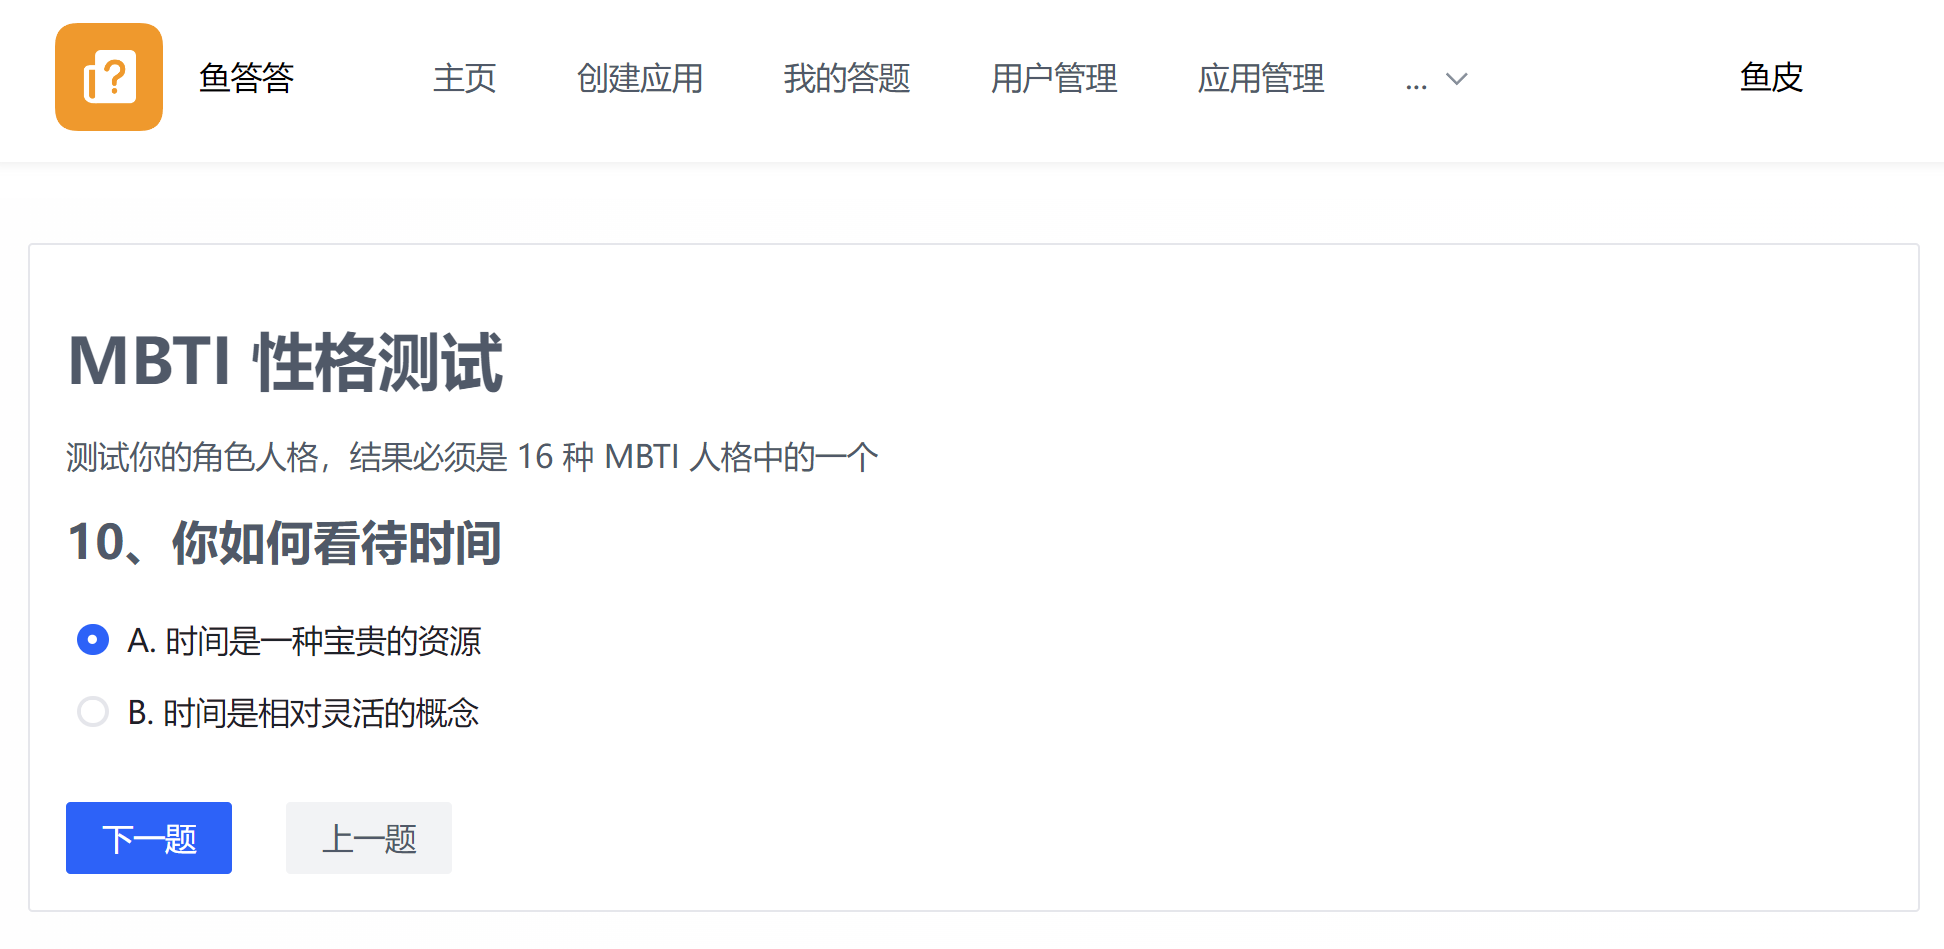 鱼答答 主页 创建应用 我的答题 用户管理 应用管理 ... 鱼皮
MBTI 性格测试
测试你的角色人格，结果必须是 16 种 MBTI 人格中的一个
10、你如何看待时间
A. 时间是一种宝贵的资源
B. 时间是相对灵活的概念
下一题 上一题